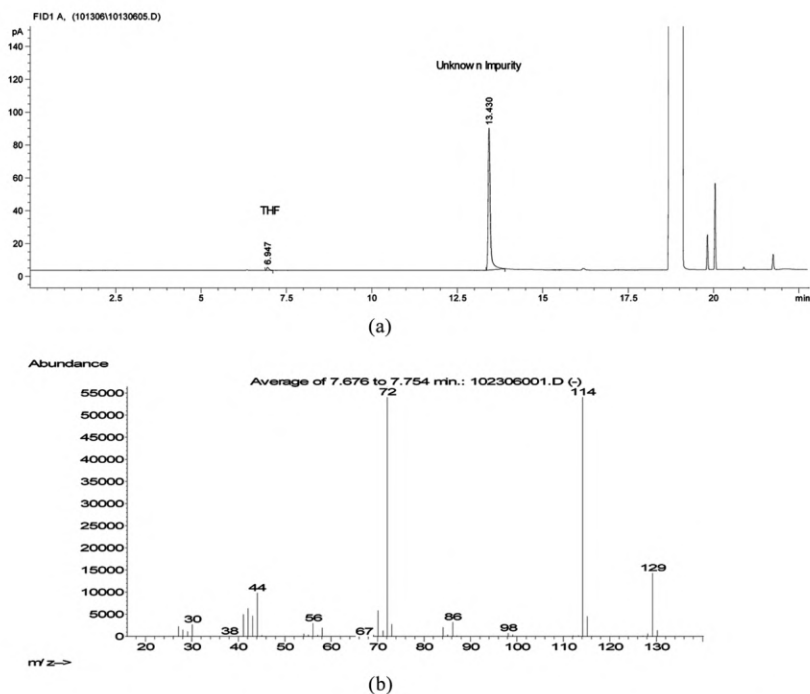 FID1 A, (101306\10130605.D)
pA
140
120
100
80
60
40
20
0
Unknown Impurity
13.430
THF
6.947
2.5 5 7.5 10 12.5 15 17.5 20 min
(a)
Abundance
Average of 7.676 to 7.754 min.: 102306001.D (-)
55000
50000
45000
40000
35000
30000
25000
20000
15000
10000
5000
0
72
114
129
44
30
38
56
67
86
98
20 30 40 50 60 70 80 90 100 110 120 130
m/z-->
(b)